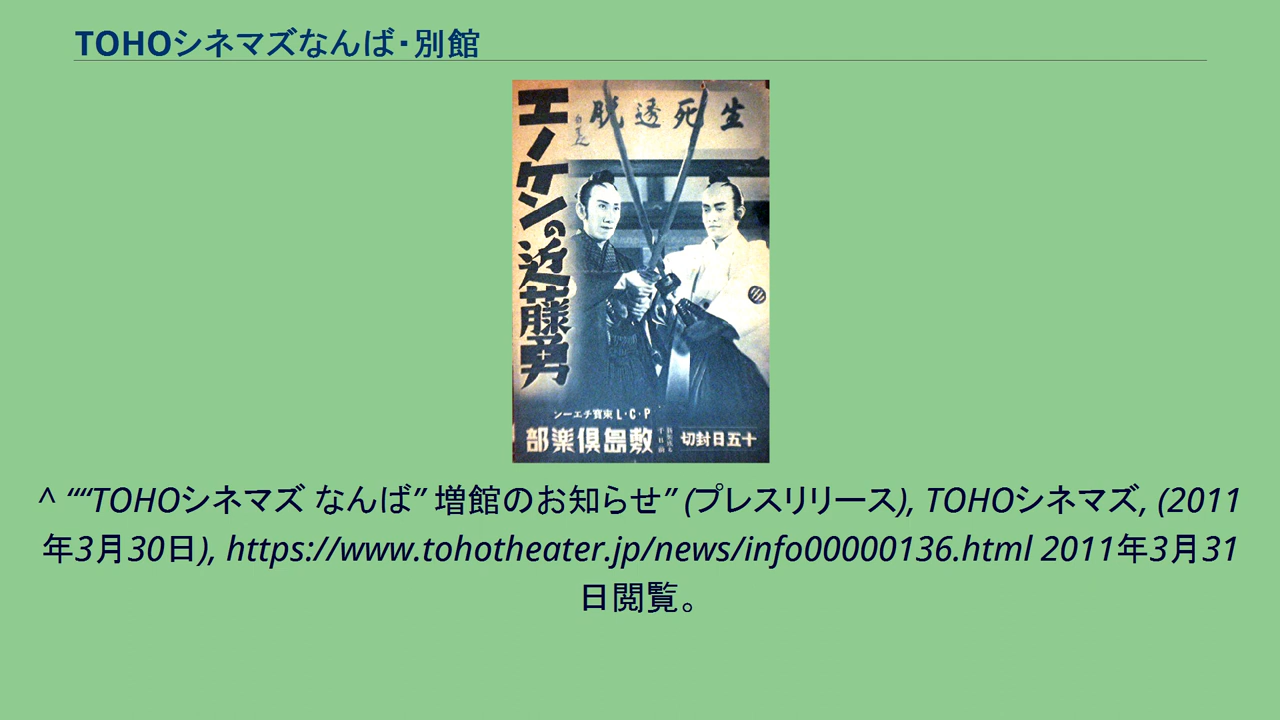 TOHOシネマズなんば・別館
脱透死生
エノケンの近藤勇
ンーエチ寳東 P・C・L
部楽倶島敷
切封日五十
^ “““TOHOシネマズ なんば” 増館のお知らせ” (プレスリリース), TOHOシネマズ, (2011
年3月30日), https://www.tohotheater.jp/news/info00000136.html 2011年3月31
日閲覧。